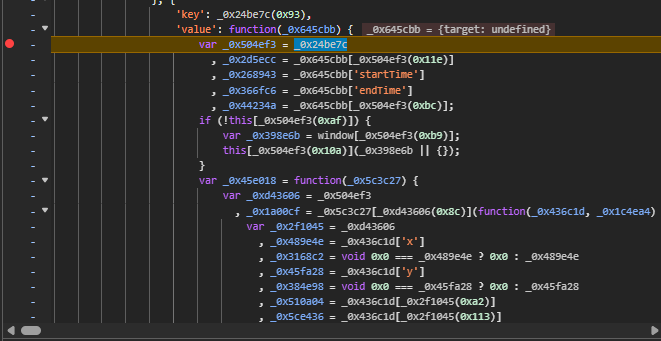 }, {
'key': _0x24be7c(0x93),
'value': function(_0x645cbb) {   _0x645cbb = {target: undefined}
var _0x504ef3 = _0x24be7c
, _0x2d5ecc = _0x645cbb[_0x504ef3(0x11e)]
, _0x268943 = _0x645cbb['startTime']
, _0x366fc6 = _0x645cbb['endTime']
, _0x44234a = _0x645cbb[_0x504ef3(0xbc)];
if (!this[_0x504ef3(0xaf)]) {
var _0x398e6b = window[_0x504ef3(0xb9)];
this[_0x504ef3(0x10a)](_0x398e6b || {});
}
var _0x45e018 = function(_0x5c3c27) {
var _0xd43606 = _0x504ef3
, _0x1a00cf = _0x5c3c27[_0xd43606(0x8c)](function(_0x436c1d, _0x1c4ea4)
var _0x2f1045 = _0xd43606
, _0x489e4e = _0x436c1d['x']
, _0x3168c2 = void 0x0 === _0x489e4e ? 0x0 : _0x489e4e
, _0x45fa28 = _0x436c1d['y']
, _0x384e98 = void 0x0 === _0x45fa28 ? 0x0 : _0x45fa28
, _0x510a04 = _0x436c1d[_0x2f1045(0xa2)]
, _0x5ce436 = _0x436c1d[_0x2f1045(0x113)]